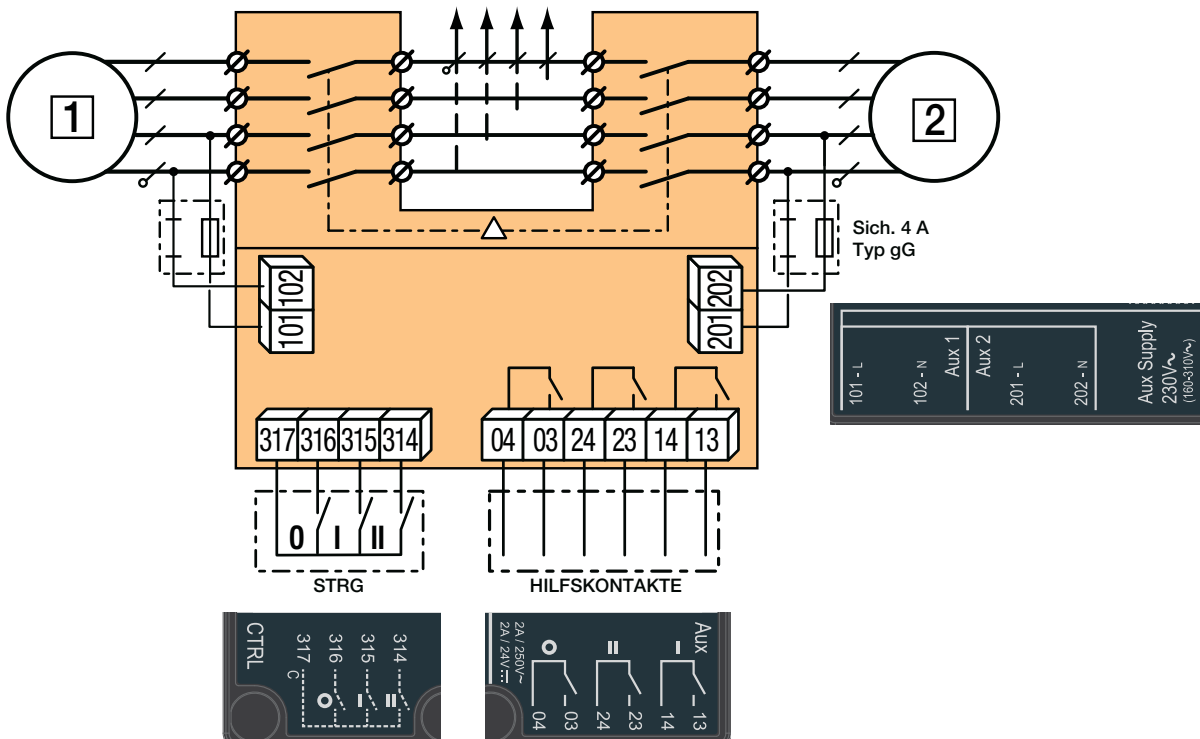 1
2
Sich. 4 A
Typ gG
102
101
202
201
317 316 315 314
04 03 24 23 14 13
O I II
STRG
HILFSKONTAKTE
101 - L
102 - N
Aux 1
Aux 2
201 - L
202 - N
Aux Supply
230V~
(160-310V~)
CTRL
317
316
315
314
C
O
I
II
2A / 250V~
2A / 24V⎓
Aux
O
II
I
04
03
24
23
14
13